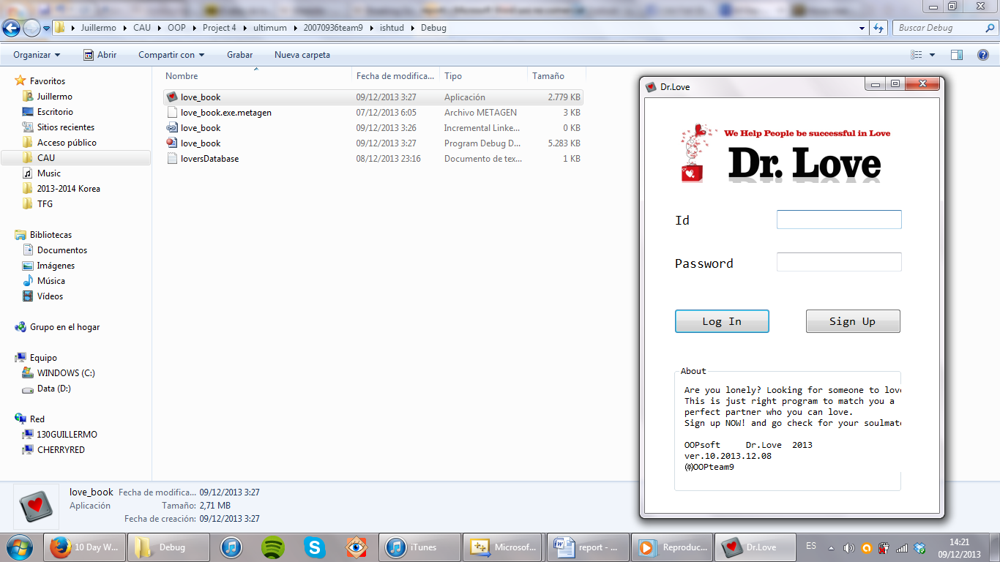 Juillermo CAU OOP Project 4 ultimum 20070936team9 ishtud Debug
Buscar Debug
Organizar Abrir Compartir con Grabar Nueva carpeta
Favoritos
Juillermo
Escritorio
Sitios recientes
Acceso público
CAU
Music
2013-2014 Korea
TFG
Bibliotecas
Documentos
Imágenes
Música
Vídeos
Grupo en el hogar
Equipo
WINDOWS (C:)
Data (D:)
Red
130GUILLERMO
CHERRYRED
Nombre Fecha de modifica... Tipo Tamaño
love_book 09/12/2013 3:27 Aplicación 2.779 KB
love_book.exe.metagen 07/12/2013 6:05 Archivo METAGEN 3 KB
love_book 09/12/2013 3:26 Incremental Linke... 0 KB
love_book 09/12/2013 3:27 Program Debug D... 5.283 KB
loversDatabase 08/12/2013 23:16 Documento de tex... 1 KB
Dr.Love
We Help People be successful in Love
Dr. Love
Id
Password
Log In Sign Up
About
Are you lonely? Looking for someone to love
This is just right program to match you a
perfect partner who you can love.
Sign up NOW! and go check for your soulmate
OOPsoft Dr.Love 2013
ver.10.2013.12.08
㈜OOPteam9
love_book Fecha de modifica... 09/12/2013 3:27
Aplicación Tamaño: 2,71 MB
Fecha de creación: 09/12/2013 3:27
10 Day W... Debug iTunes Microsof... report - ... Reproduc... Dr.Love ES 14:21
09/12/2013